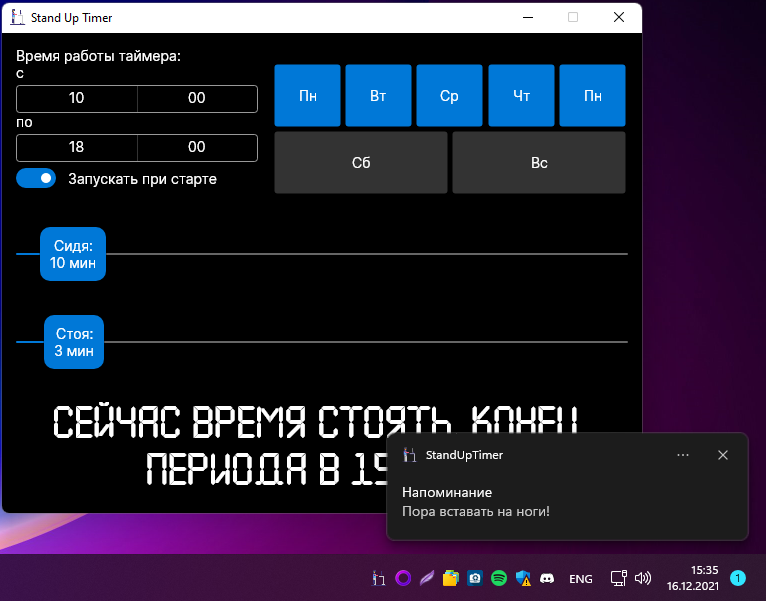 Stand Up Timer
Время работы таймера:
с
10 00
по
18 00
Запускать при старте
Пн Вт Ср Чт Пн
Сб Вс
Сидя:
10 мин
Стоя:
3 мин
СЕЙЧАС ВРЕМЯ СТОЯТЬ. КОНЕЦ
ПЕРИОДА В
StandUpTimer
Напоминание
Пора вставать на ноги!
ENG
15:35
16.12.2021
1